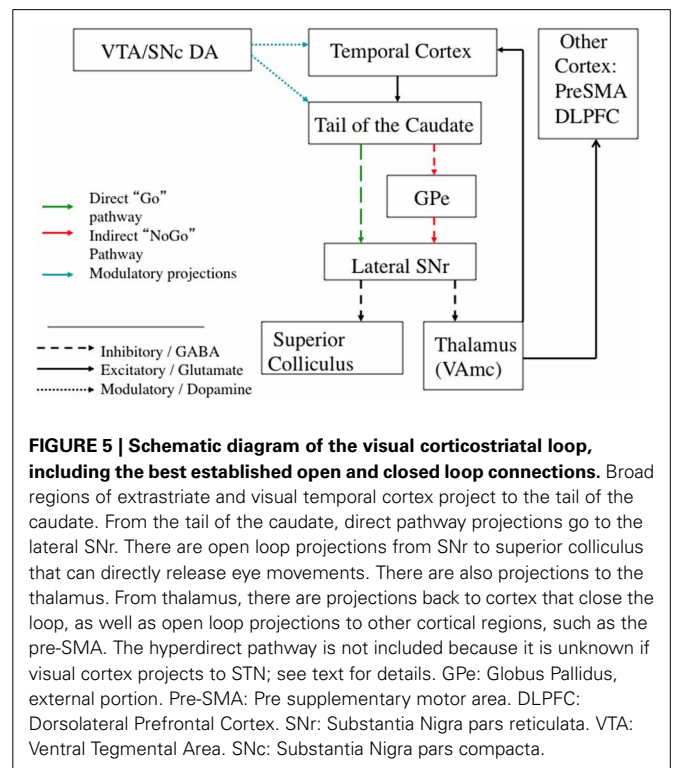 VTA/SNc DA
Temporal Cortex
Other
Cortex:
PreSMA
DLPFC
Tail of the Caudate
Direct “Go”
pathway
Indirect “NoGo”
Pathway
Modulatory projections
GPe
Lateral SNr
Superior
Colliculus
Thalamus
(VAmc)
Inhibitory / GABA
Excitatory / Glutamate
Modulatory / Dopamine
FIGURE 5 | Schematic diagram of the visual corticostriatal loop,
including the best established open and closed loop connections. Broad
regions of extrastriate and visual temporal cortex project to the tail of the
caudate. From the tail of the caudate, direct pathway projections go to the
lateral SNr. There are open loop projections from SNr to superior colliculus
that can directly release eye movements. There are also projections to the
thalamus. From thalamus, there are projections back to cortex that close the
loop, as well as open loop projections to other cortical regions, such as the
pre-SMA. The hyperdirect pathway is not included because it is unknown if
visual cortex projects to STN; see text for details. GPe: Globus Pallidus,
external portion. Pre-SMA: Pre supplementary motor area. DLPFC:
Dorsolateral Prefrontal Cortex. SNr: Substantia Nigra pars reticulata. VTA:
Ventral Tegmental Area. SNc: Substantia Nigra pars compacta.